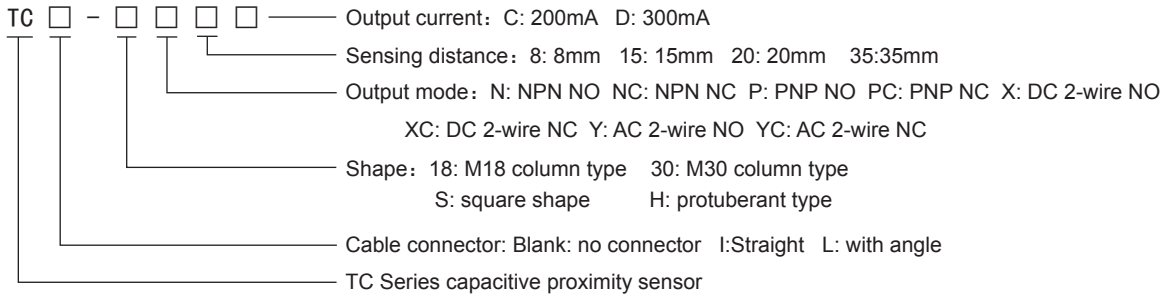 TC □ - □ □ □ □ Output current：C: 200mA D: 300mA
Sensing distance：8: 8mm 15: 15mm 20: 20mm 35:35mm
Output mode：N: NPN NO NC: NPN NC P: PNP NO PC: PNP NC X: DC 2-wire NO
XC: DC 2-wire NC Y: AC 2-wire NO YC: AC 2-wire NC
Shape：18: M18 column type 30: M30 column type
S: square shape H: protuberant type
Cable connector: Blank: no connector I:Straight L: with angle
TC Series capacitive proximity sensor